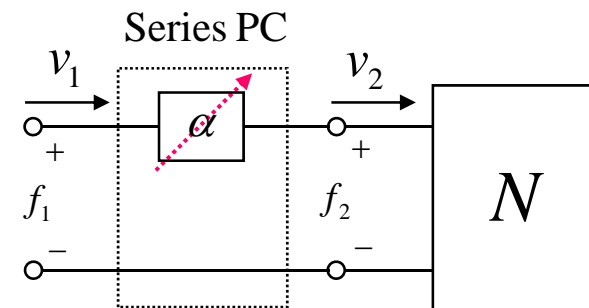 Series PC
v₁ v₂
α
+ +
f₁ f₂ N
− −